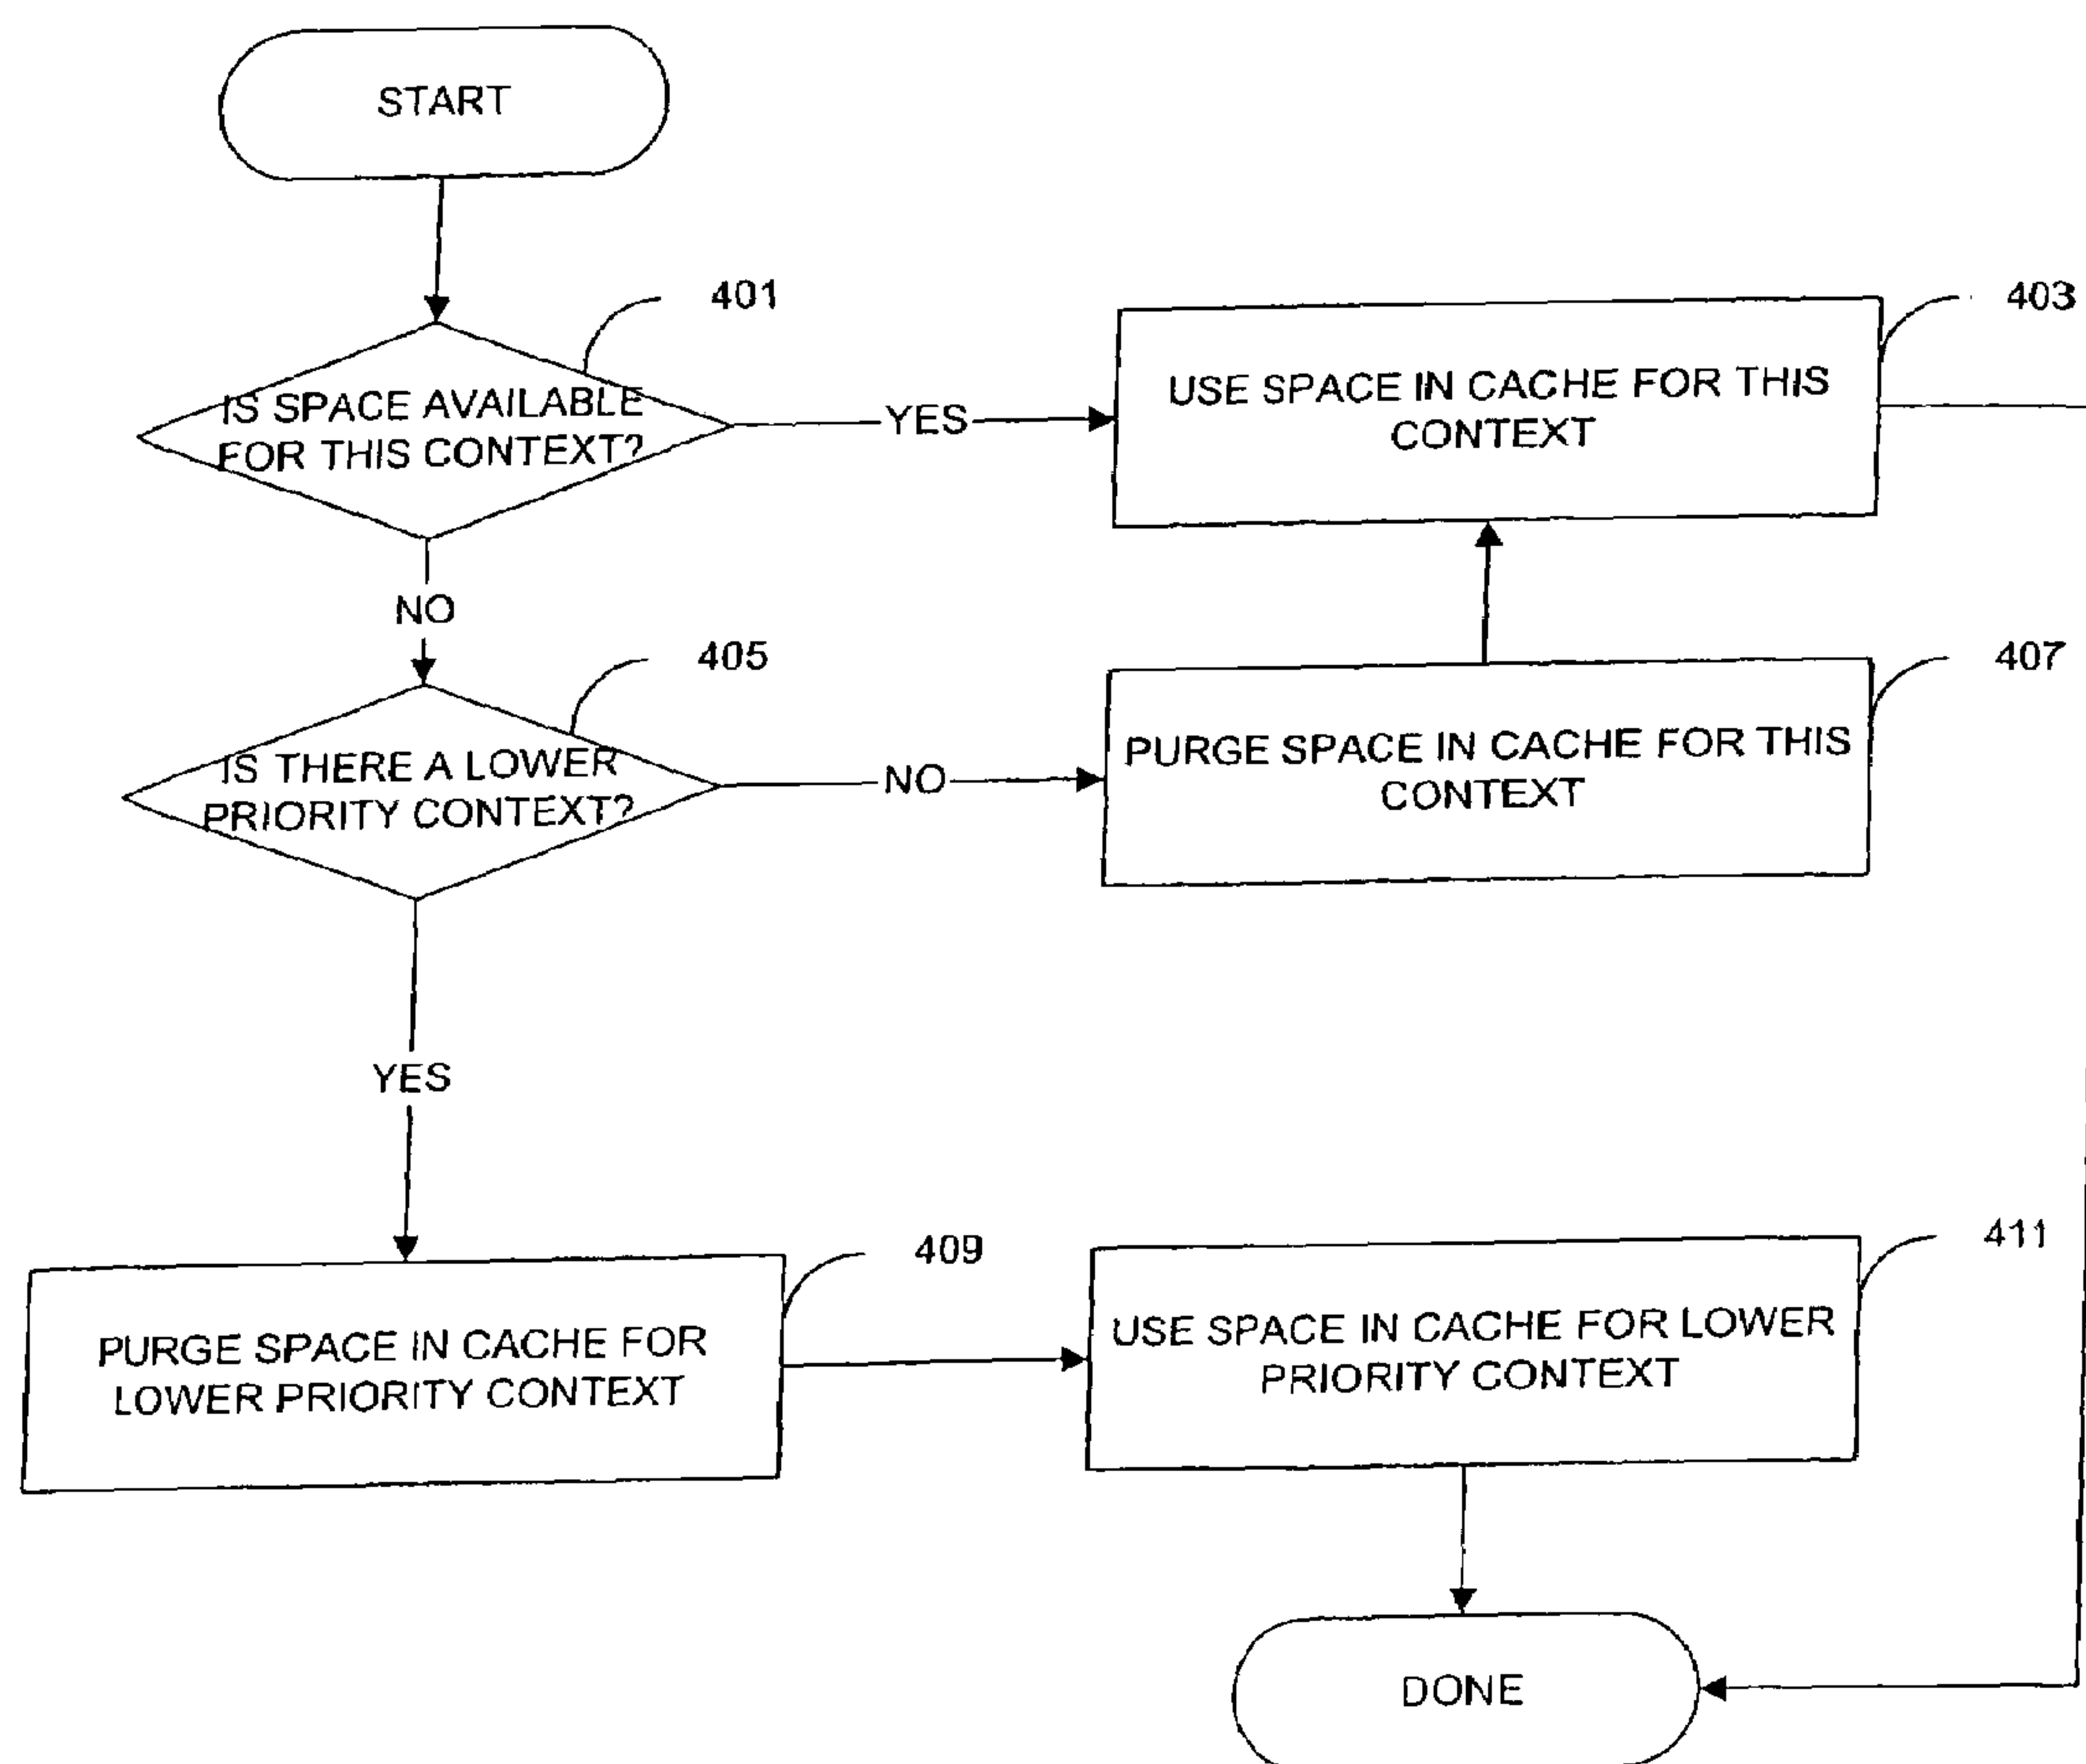 START
401
IS SPACE AVAILABLE
FOR THIS CONTEXT?
YES
403
USE SPACE IN CACHE FOR THIS
CONTEXT
NO
405
IS THERE A LOWER
PRIORITY CONTEXT?
NO
407
PURGE SPACE IN CACHE FOR THIS
CONTEXT
YES
409
PURGE SPACE IN CACHE FOR
LOWER PRIORITY CONTEXT
411
USE SPACE IN CACHE FOR LOWER
PRIORITY CONTEXT
DONE